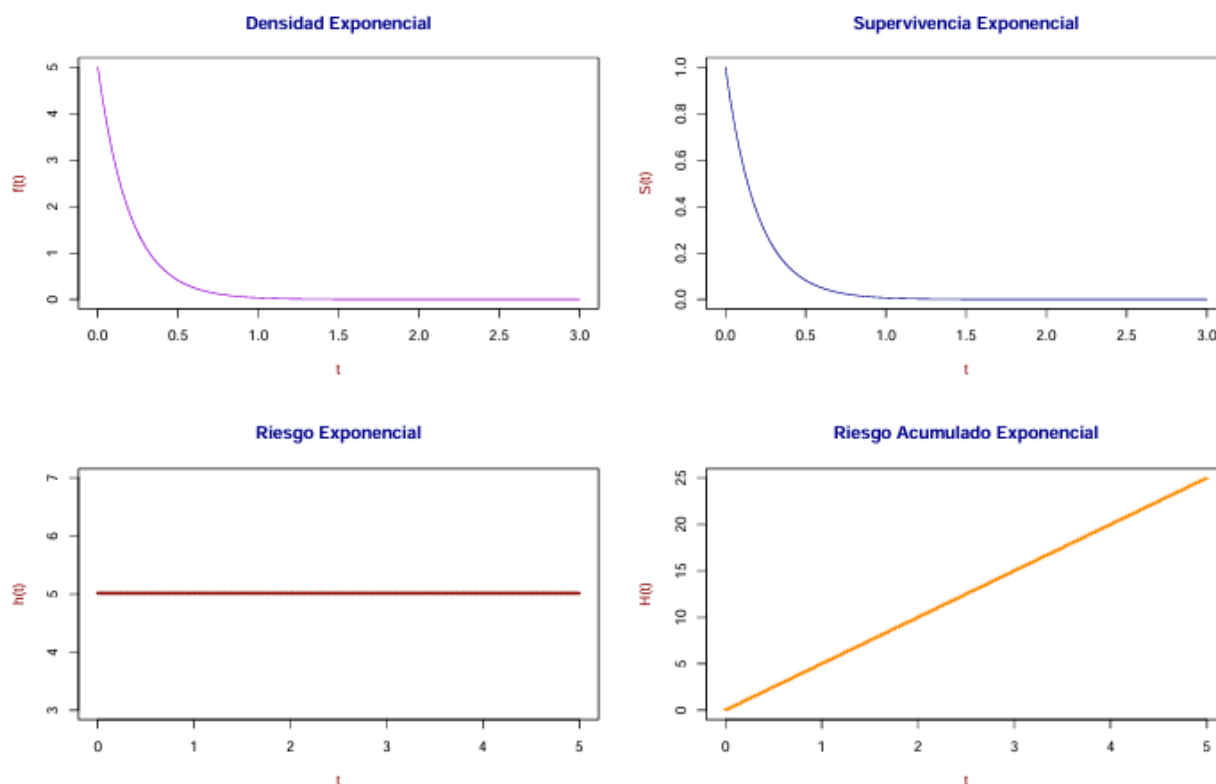 Densidad Exponencial
f(t)
5
4
3
2
1
0
0.0 0.5 1.0 1.5 2.0 2.5 3.0
t
Supervivencia Exponencial
S(t)
1.0
0.8
0.6
0.4
0.2
0.0
0.0 0.5 1.0 1.5 2.0 2.5 3.0
t
Riesgo Exponencial
h(t)
7
6
5
4
3
0 1 2 3 4 5
t
Riesgo Acumulado Exponencial
H(t)
25
20
15
10
5
0
0 1 2 3 4 5
t